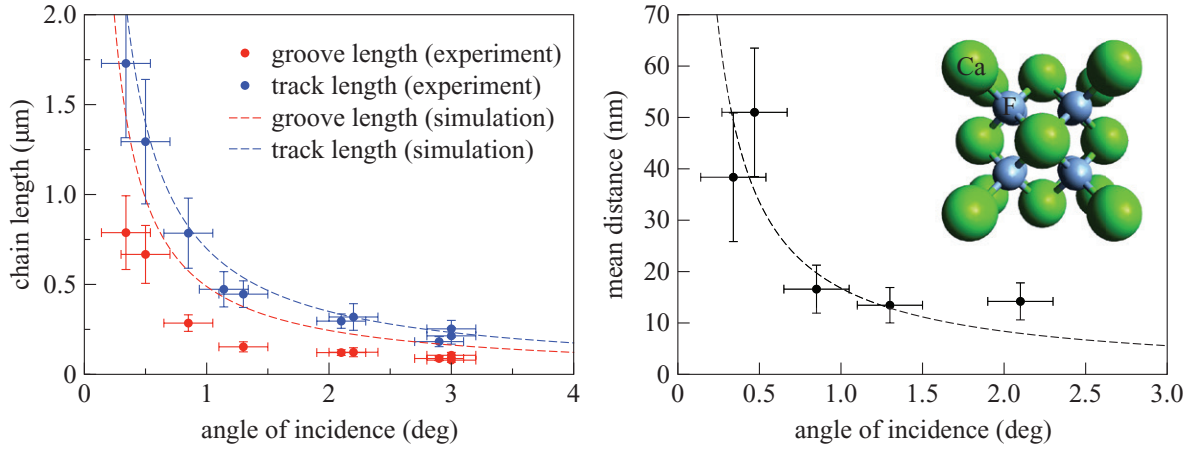 2.0
1.5
1.0
0.5
0
chain length (μm)
groove length (experiment)
track length (experiment)
groove length (simulation)
track length (simulation)
0 1 2 3 4
angle of incidence (deg)
70
60
50
40
30
20
10
0
mean distance (nm)
Ca
F
0 0.5 1.0 1.5 2.0 2.5 3.0
angle of incidence (deg)